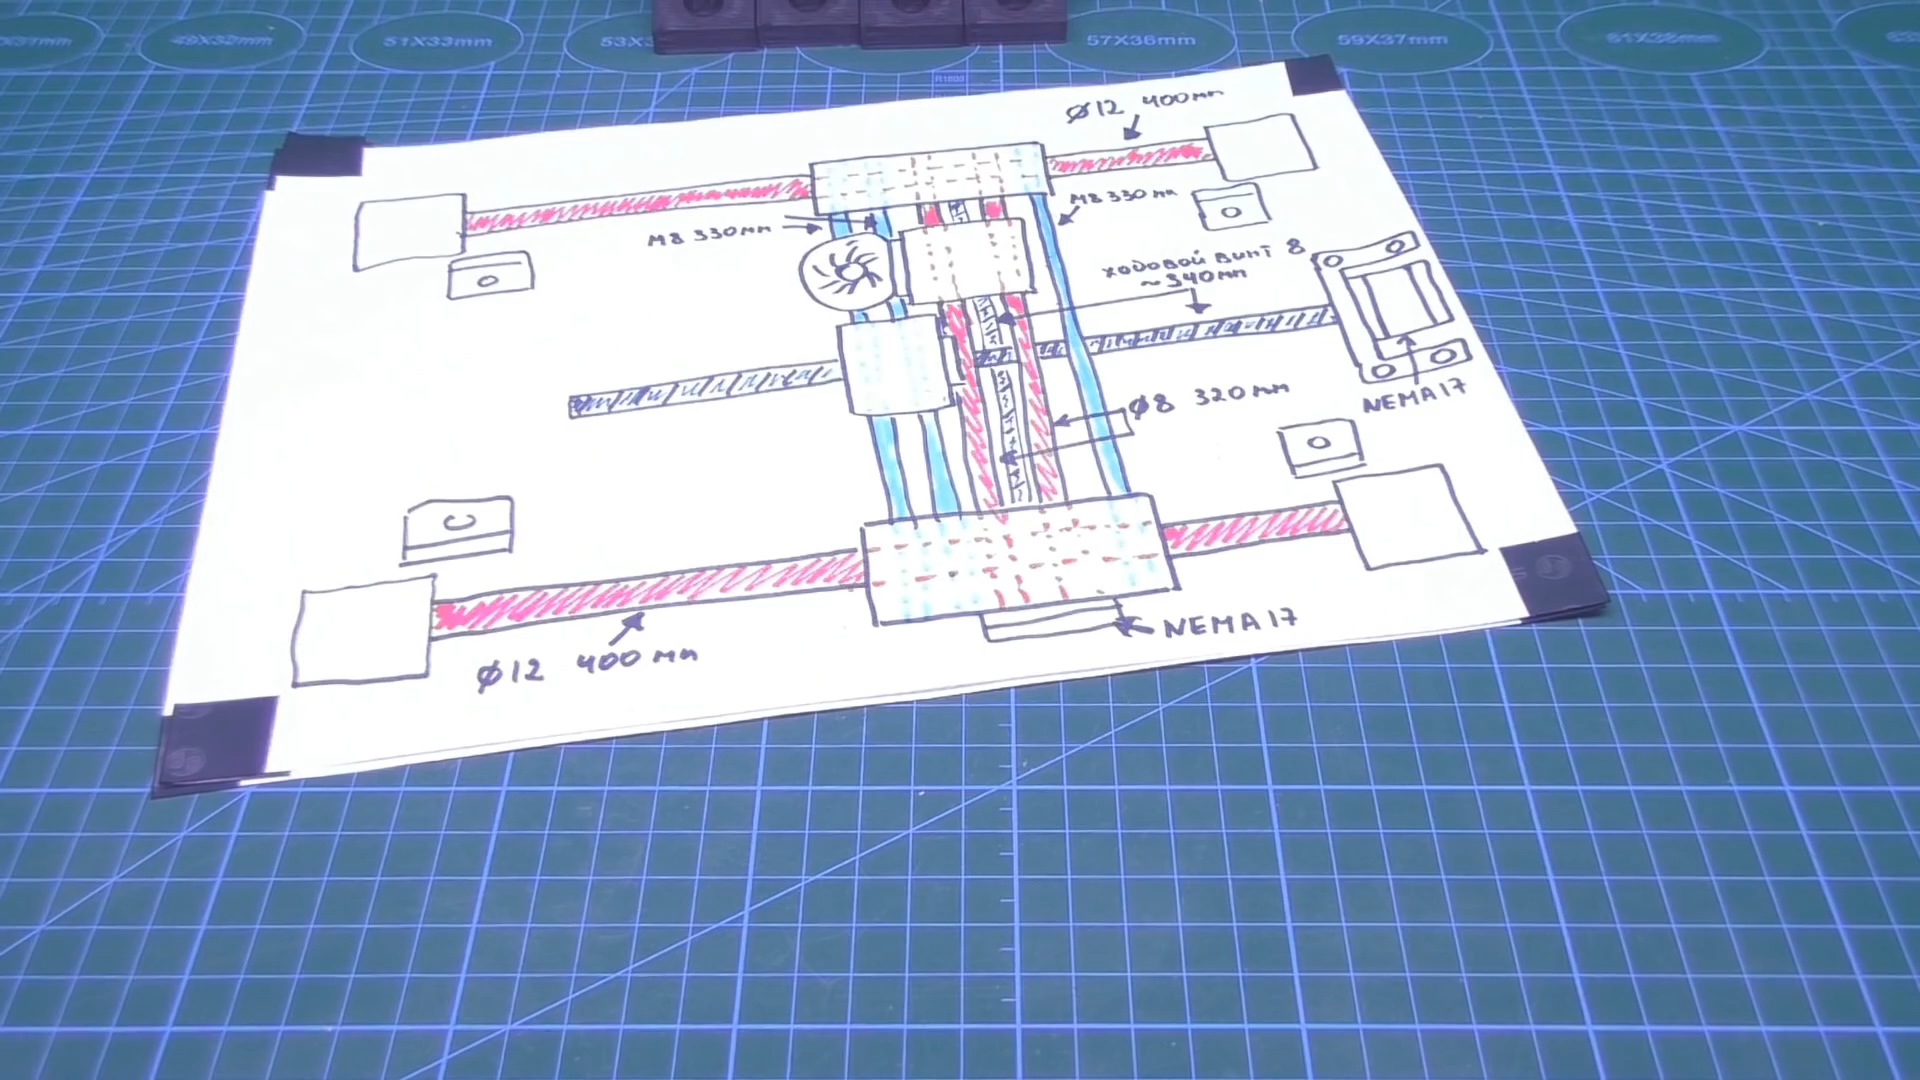 49X32mm
51X33mm
57X36mm
59X37mm
Ø12 400мм
M8 330мм
M8 330мм
ходовой винт 8
~340мм
NEMA17
Ø8 320мм
NEMA17
Ø12 400мм